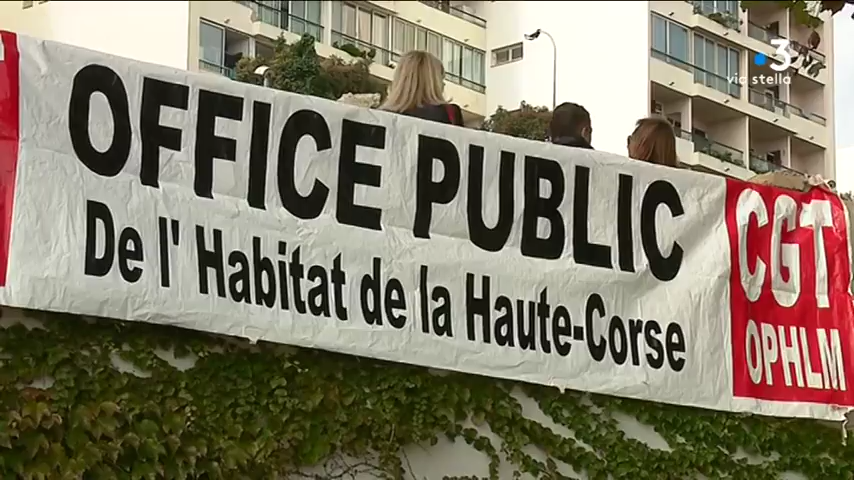 3
via stella
OFFICE PUBLIC
De l' Habitat de la Haute-Corse
CGT
OPHLM